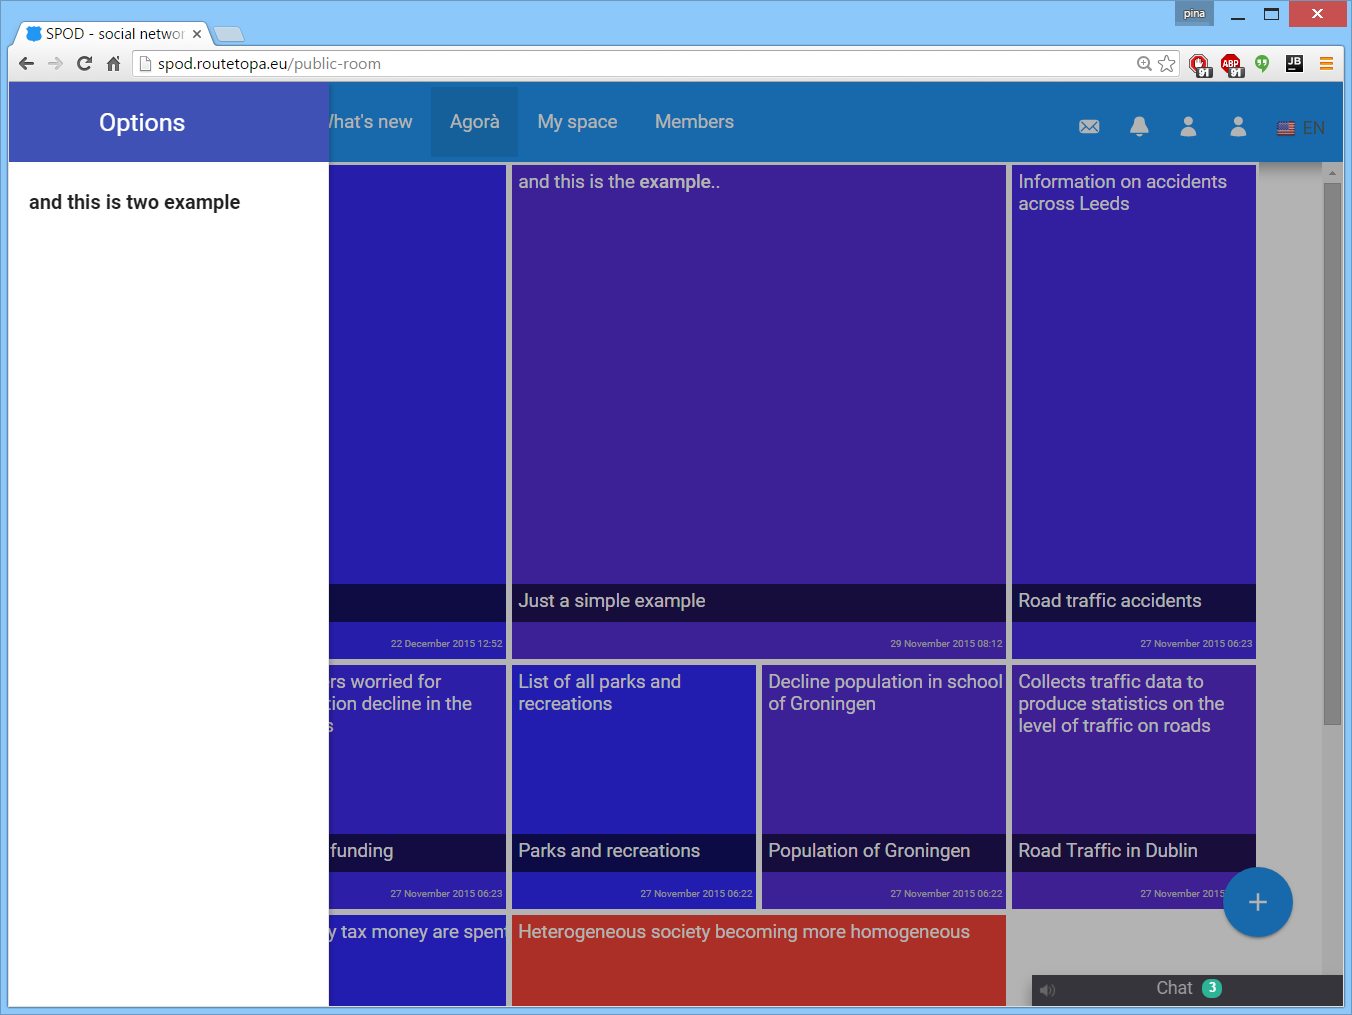 pina
SPOD - social networ
spod.routetopa.eu/public-room
91
ABP
91
JB
Options
What's new
Agorà
My space
Members
EN
and this is two example
and this is the example..
Information on accidents
across Leeds
Just a simple example
Road traffic accidents
22 December 2015 12:52
29 November 2015 08:12
27 November 2015 06:23
rs worried for
tion decline in the
s
List of all parks and
recreations
Decline population in school
of Groningen
Collects traffic data to
produce statistics on the
level of traffic on roads
funding
Parks and recreations
Population of Groningen
Road Traffic in Dublin
27 November 2015 06:23
27 November 2015 06:22
27 November 2015 06:22
27 November 2015
y tax money are spent
Heterogeneous society becoming more homogeneous
Chat 3